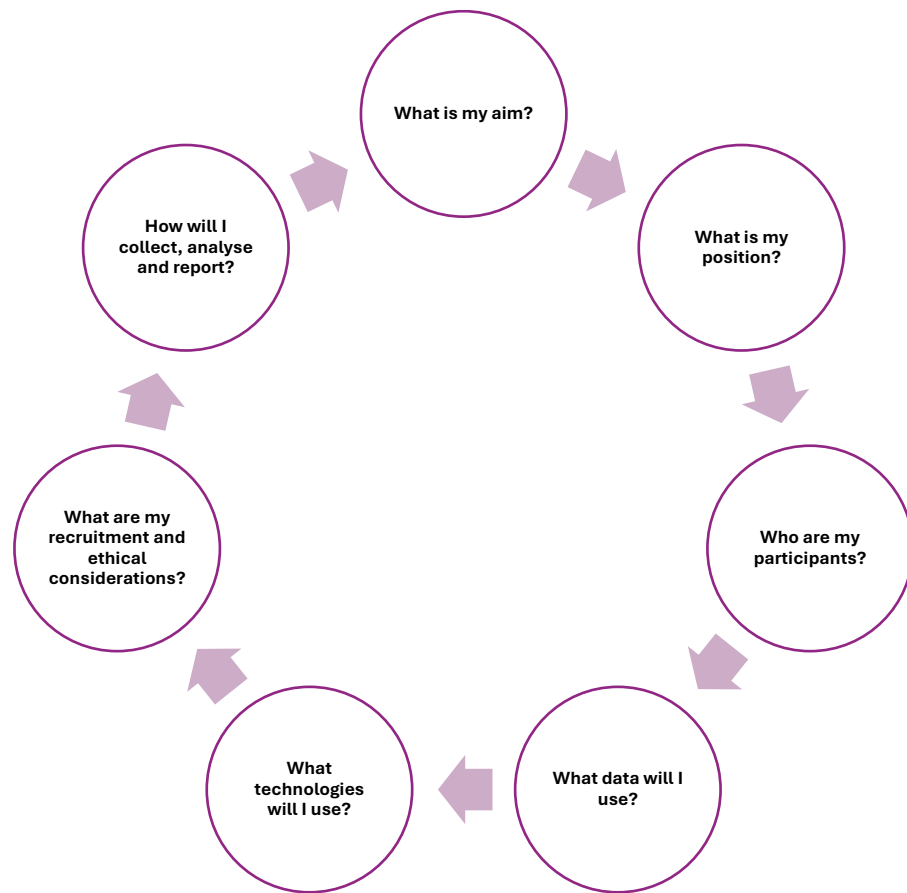 What is my aim?
What is my
position?
Who are my
participants?
What data will I
use?
What
technologies
will I use?
What are my
recruitment and
ethical
considerations?
How will I
collect, analyse
and report?